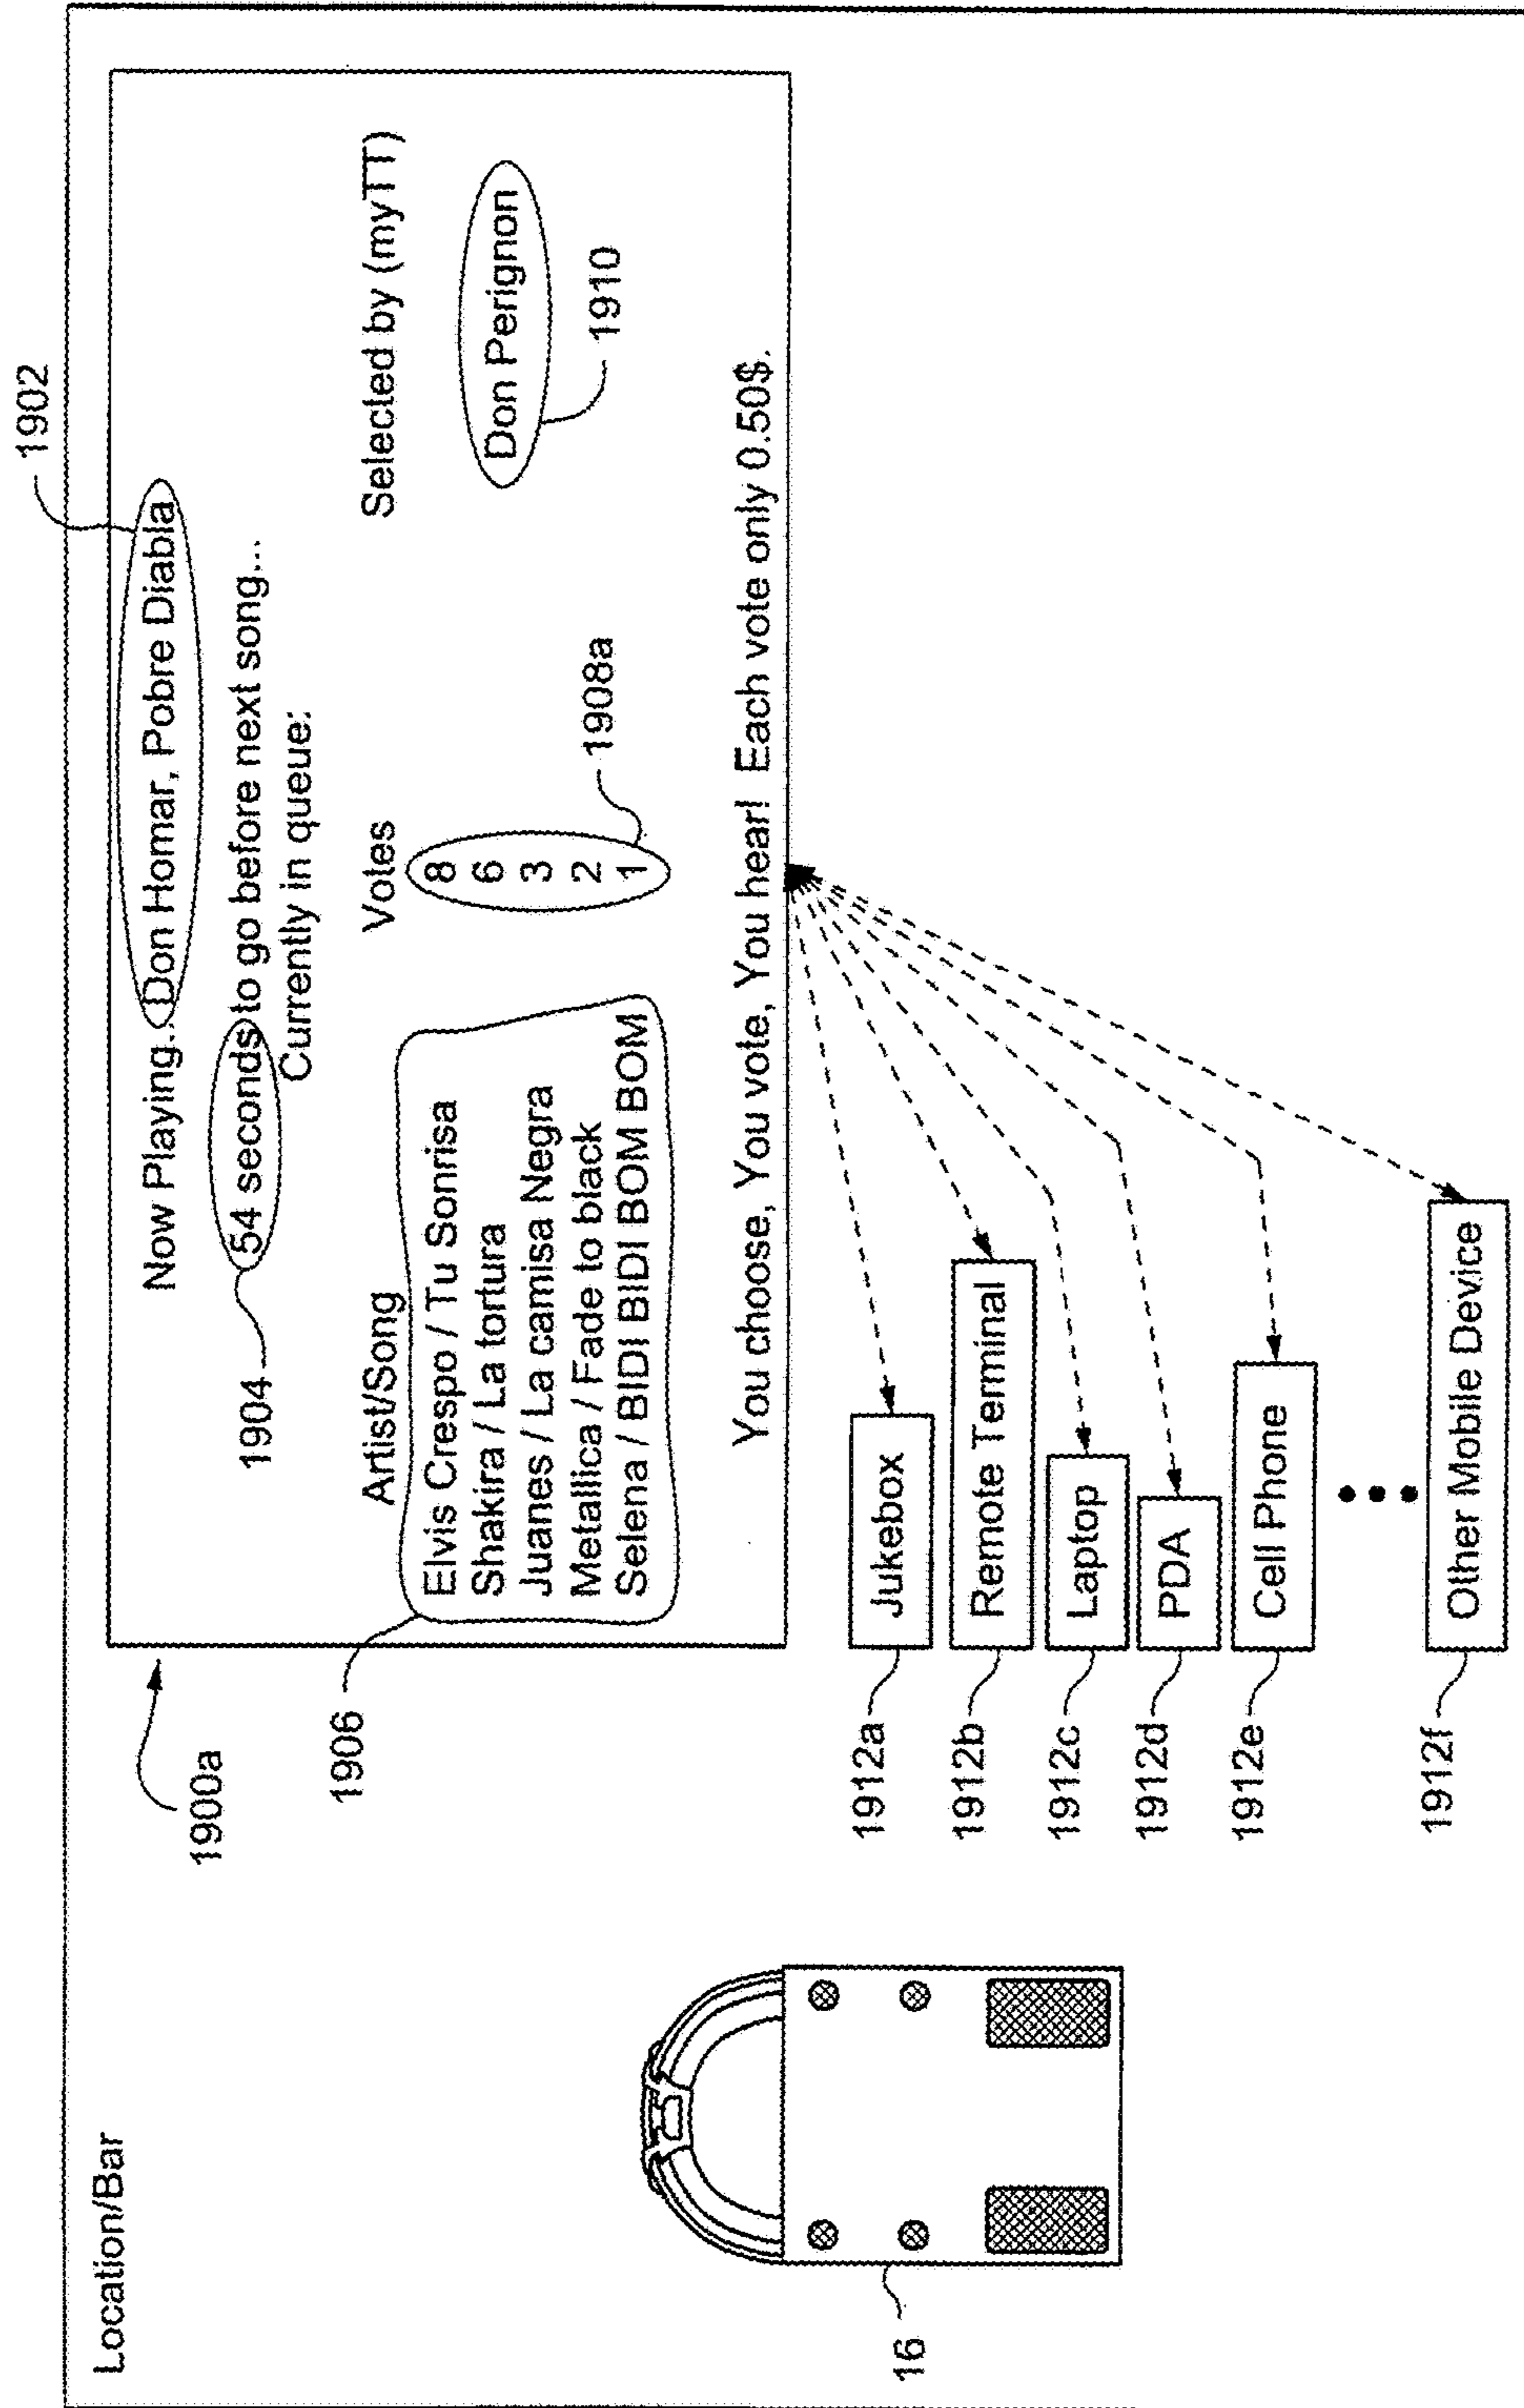 Location/Bar
1902
1900a
Now Playing...Don Homar, Pobre Diabla
1904
54 seconds to go before next song...
Currently in queue:
1906
Artist/Song Votes Selected by (myTT)
Elvis Crespo / Tu Sonrisa 8
Shakira / La tortura 6 Don Perignon
Juanes / La camisa Negra 3
Metallica / Fade to black 2
Selena / BIDI BIDI BOM BOM 1
1908a
1910
You choose, You vote, You hear! Each vote only 0.50$.
16
1912a Jukebox
1912b Remote Terminal
1912c Laptop
1912d PDA
1912e Cell Phone
1912f Other Mobile Device